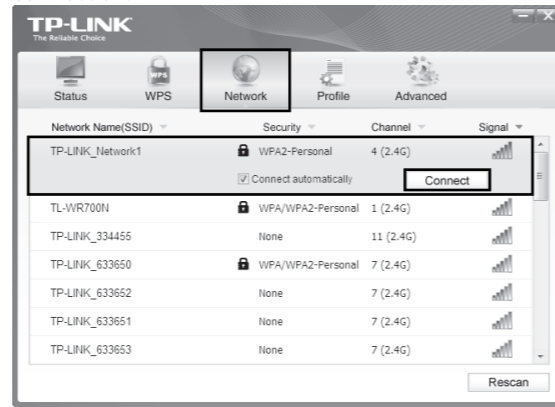 TP-LINK
The Reliable Choice
Status WPS Network Profile Advanced
WPS
Network Name(SSID) Security Channel Signal
TP-LINK_Network1 WPA2-Personal 4 (2.4G)
Connect automatically Connect
TL-WR700N WPA/WPA2-Personal 1 (2.4G)
TP-LINK_334455 None 11 (2.4G)
TP-LINK_633650 WPA/WPA2-Personal 7 (2.4G)
TP-LINK_633652 None 7 (2.4G)
TP-LINK_633651 None 7 (2.4G)
TP-LINK_633653 None 7 (2.4G)
Rescan